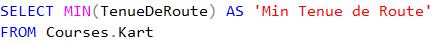 SELECT MIN(TenueDeRoute) AS 'Min Tenue de Route'
FROM Courses.Kart